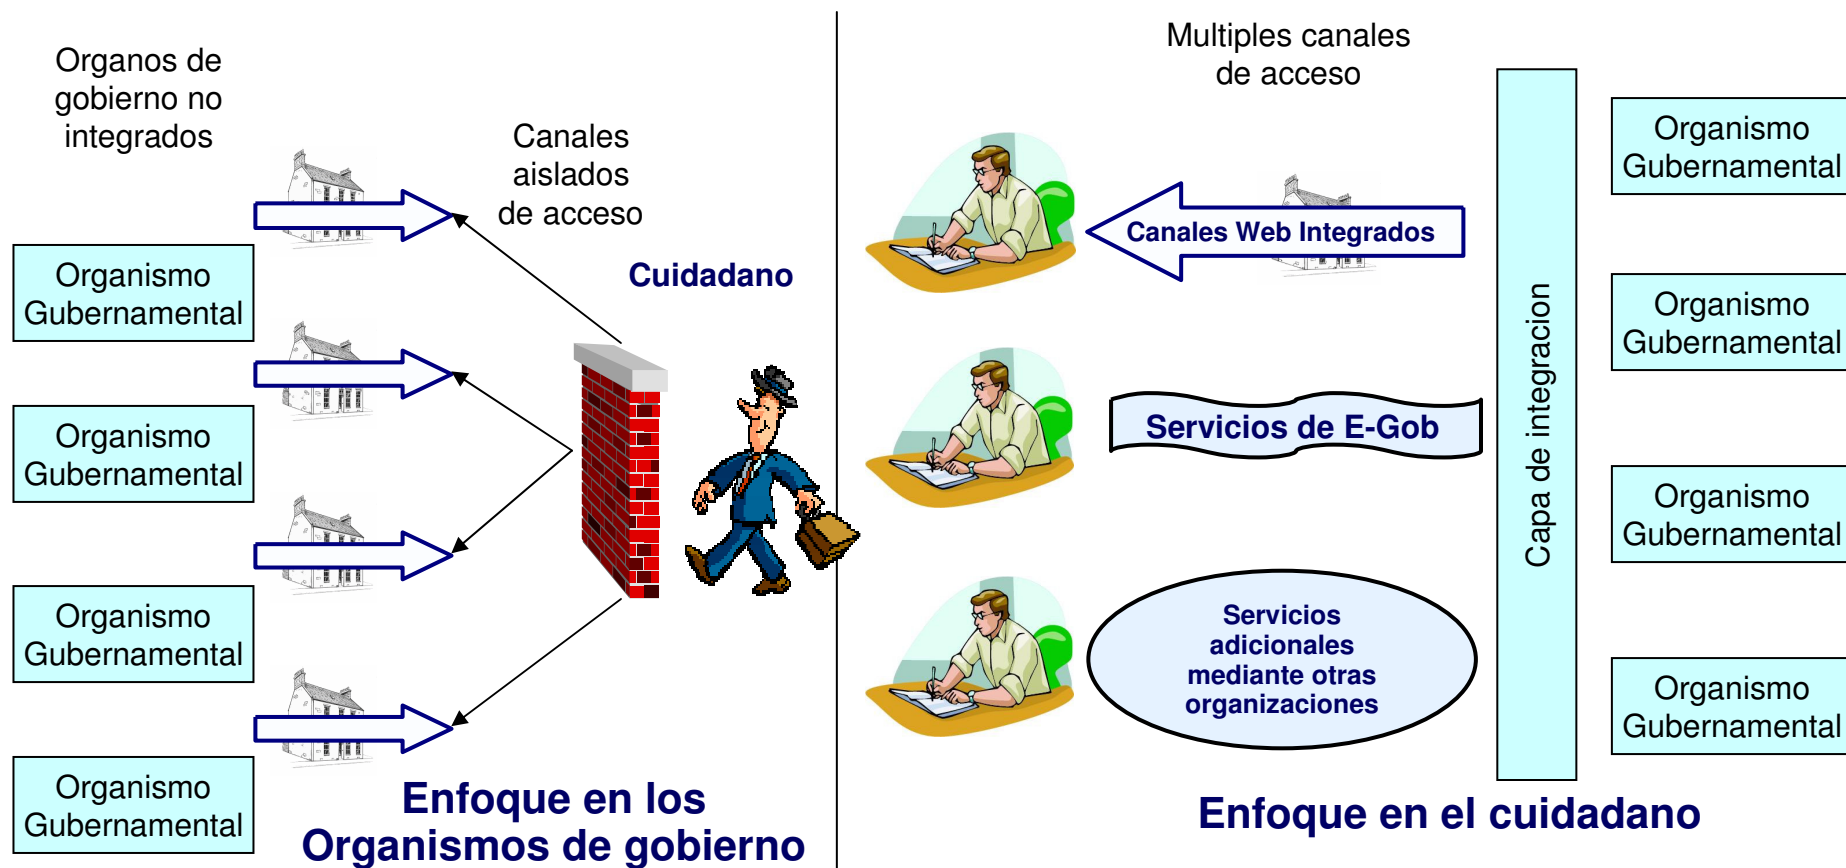 Organos de
gobierno no
integrados
Canales
aislados
de acceso
Cuidadano
Organismo
Gubernamental
Organismo
Gubernamental
Organismo
Gubernamental
Organismo
Gubernamental
Enfoque en los
Organismos de gobierno
Multiples canales
de acceso
Canales Web Integrados
Servicios de E-Gob
Servicios
adicionales
mediante otras
organizaciones
Capa de integracion
Organismo
Gubernamental
Organismo
Gubernamental
Organismo
Gubernamental
Organismo
Gubernamental
Enfoque en el cuidadano